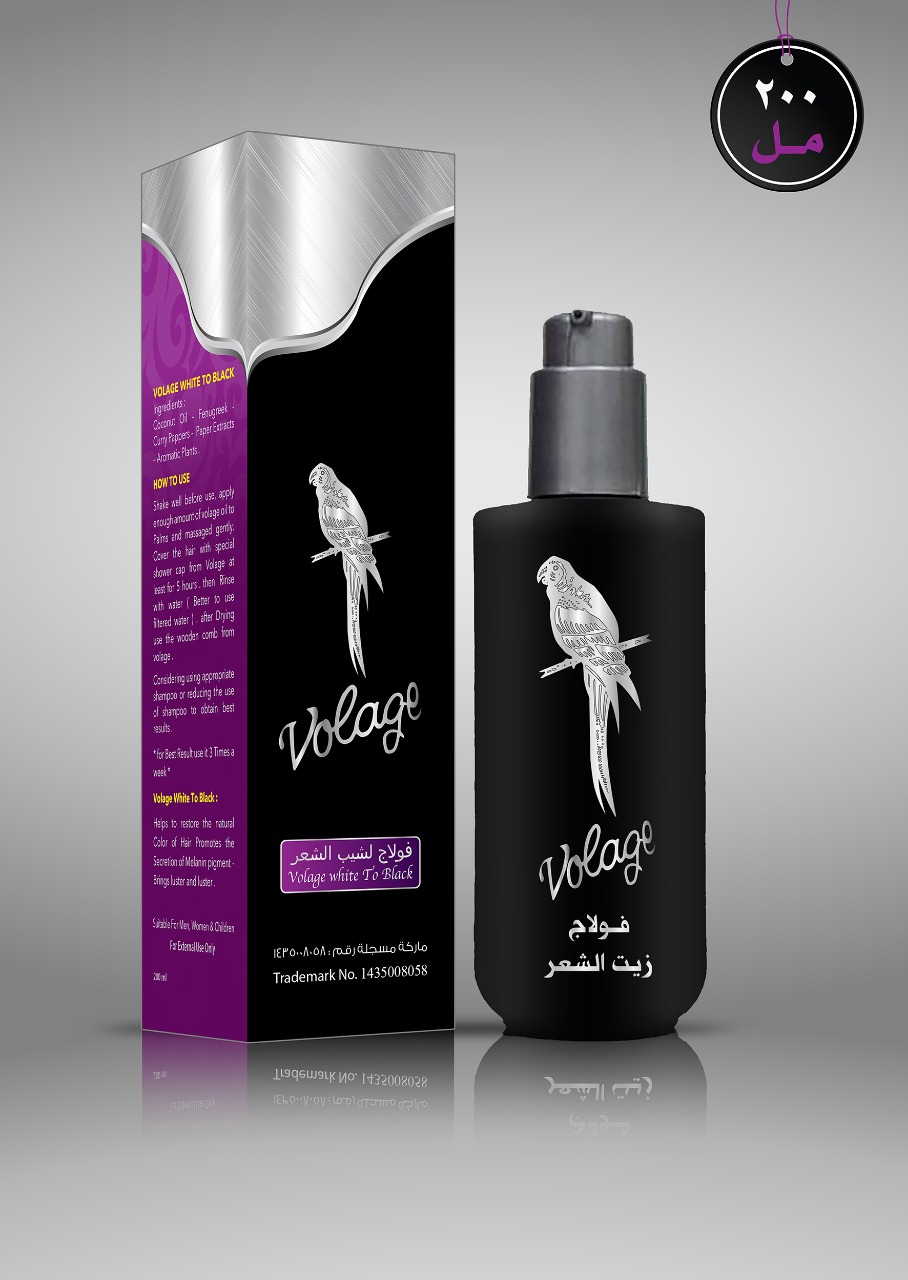 ٢٠٠
مل
VOLAGE WHITE TO BLACK
Ingredients :
Coconut Oil - Fenugreek -
Curry Pappers - Paper Extracts
- Aromatic Plants .
HOW TO USE
Shake well before use, apply
enough amount of volage oil to
Palms and massaged gently.
Cover the hair with special
shower cap from Volage at
least for 5 hours . then Rinse
with water ( Better to use
filtered water ) . after Drying
use the wooden comb from
volage .
Considering using appropriate
shampoo or reducing the use
of shampoo to obtain best
results.
* for Best Result use it 3 Times a
week *
Volage White To Black :
Helps to restore the natural
Color of Hair Promotes the
Secretion of Melanin pigment -
Brings luster and luster .
Suitable For Men, Women & Children
For External Use Only
200 ml
Volage
فولاج لشيب الشعر
Volage white To Black
ماركة مسجلة رقم : ١٤٣٥٠٠٨٠٥٨
Trademark No. 1435008058
Volage
فولاج
زيت الشعر